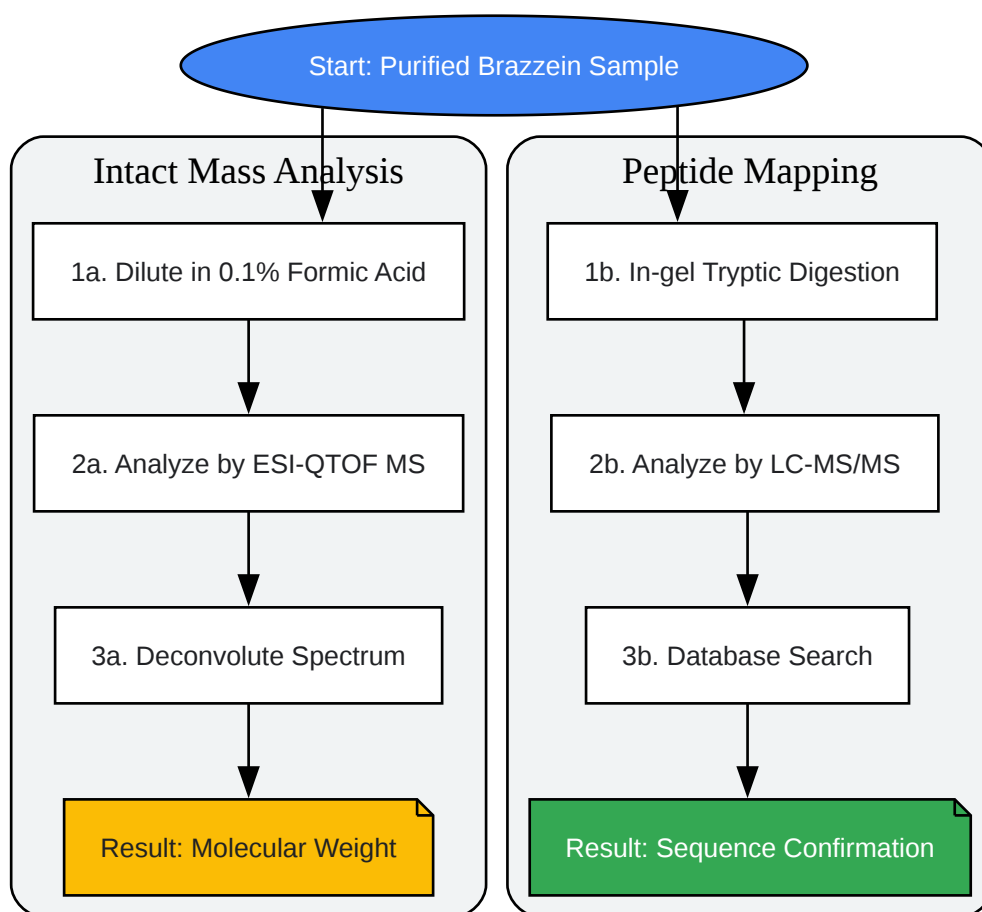 Start: Purified Brazzein Sample
Intact Mass Analysis
1a. Dilute in 0.1% Formic Acid
2a. Analyze by ESI-QTOF MS
3a. Deconvolute Spectrum
Result: Molecular Weight
Peptide Mapping
1b. In-gel Tryptic Digestion
2b. Analyze by LC-MS/MS
3b. Database Search
Result: Sequence Confirmation